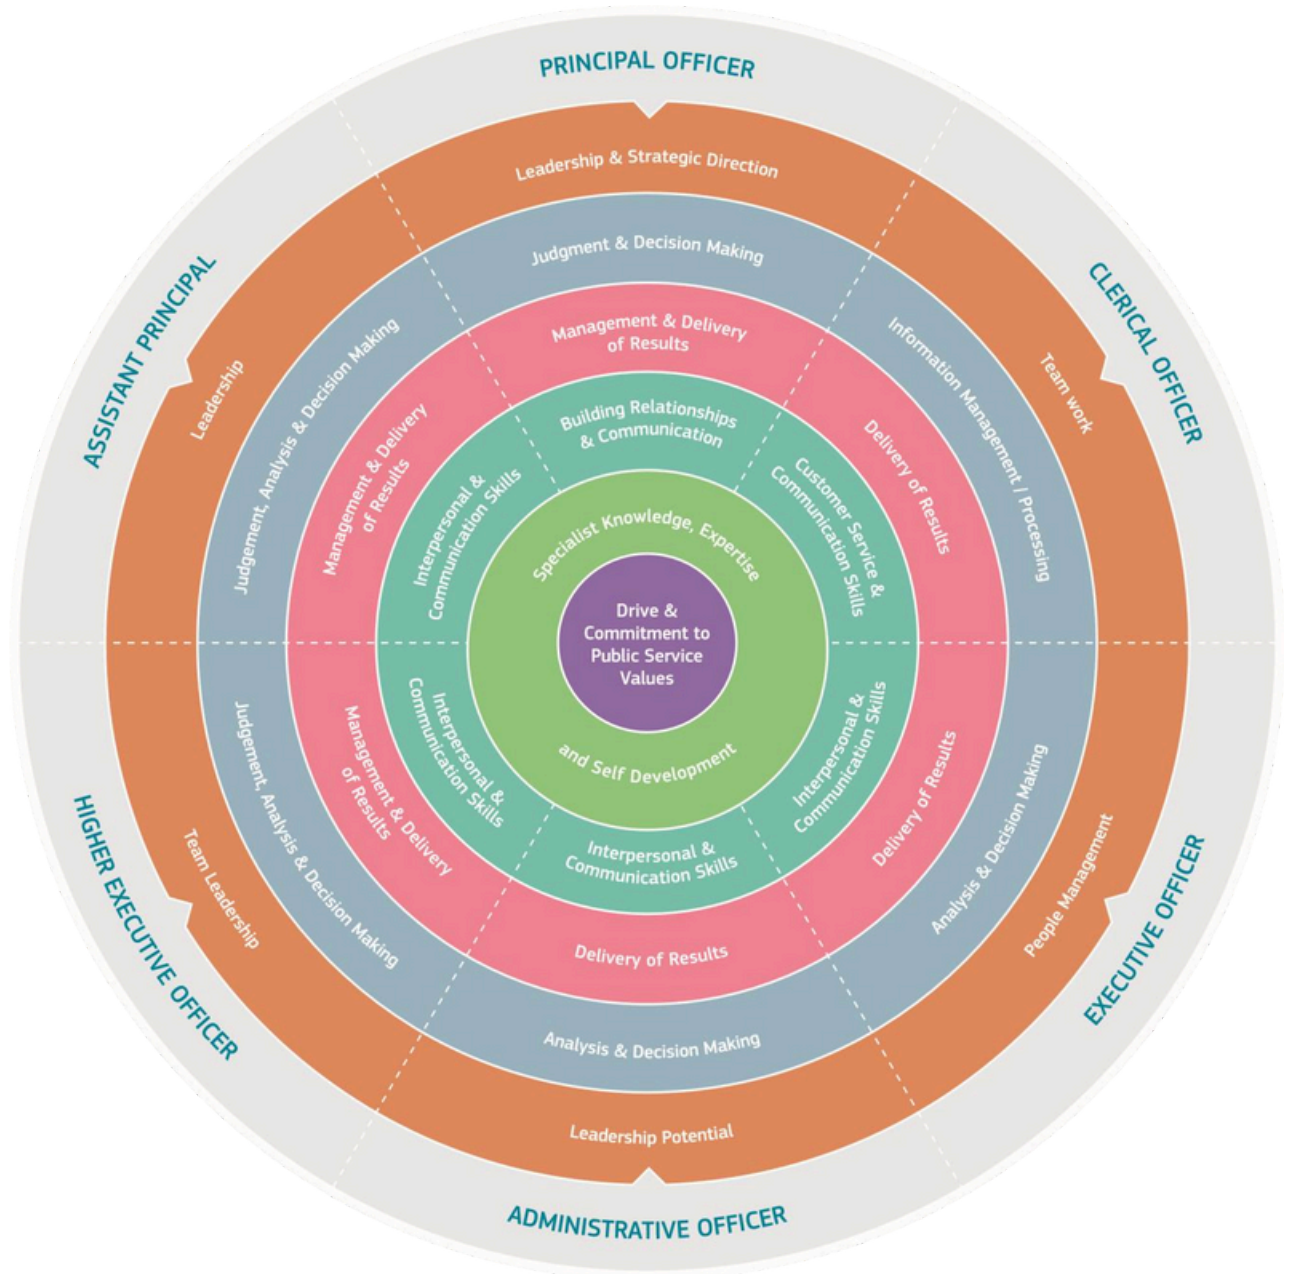 PRINCIPAL OFFICER
Leadership & Strategic Direction
Judgment & Decision Making
Management & Delivery
of Results
Building Relationships
& Communication
CLERICAL OFFICER
Team work
Information Management / Processing
Delivery of Results
Customer Service &
Communication Skills
EXECUTIVE OFFICER
People Management
Analysis & Decision Making
Delivery of Results
Interpersonal &
Communication Skills
ADMINISTRATIVE OFFICER
Leadership Potential
Analysis & Decision Making
Delivery of Results
Interpersonal &
Communication Skills
HIGHER EXECUTIVE OFFICER
Team Leadership
Judgement, Analysis & Decision Making
Management & Delivery
of Results
Interpersonal &
Communication Skills
ASSISTANT PRINCIPAL
Leadership
Judgement, Analysis & Decision Making
Management & Delivery
of Results
Interpersonal &
Communication Skills
Specialist Knowledge, Expertise
and Self Development
Drive &
Commitment to
Public Service
Values